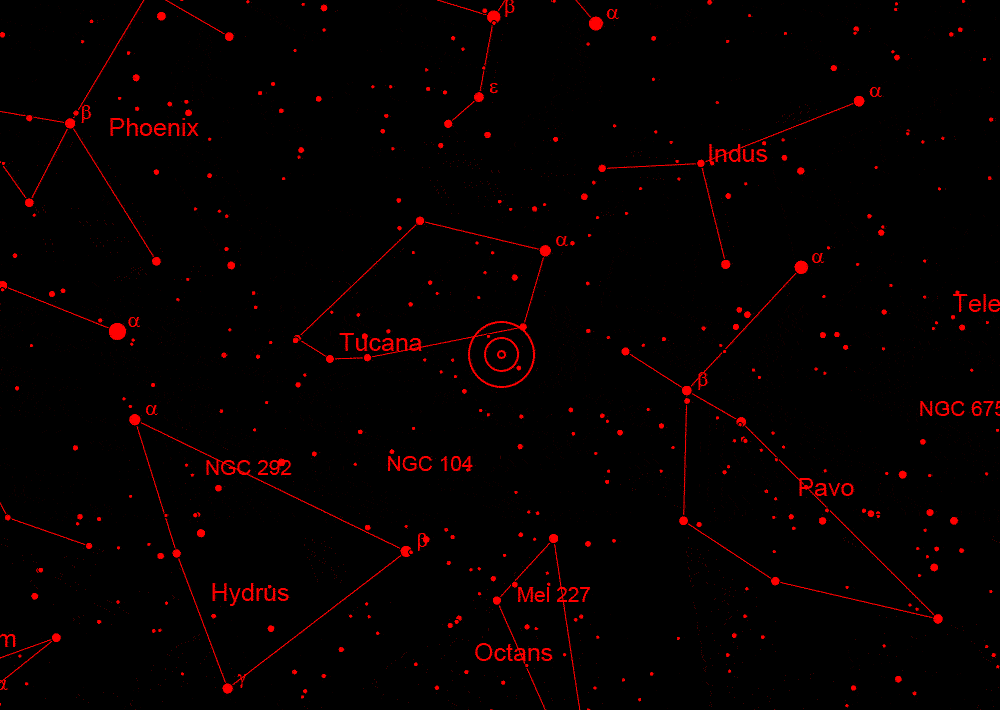 β
α
ε
α
β
Phoenix
Indus
α
α
Tele
α
Tucana
β
α
NGC 675
NGC 292
NGC 104
Pavo
β
Hydrus
Mel 227
m
Octans
γ
α